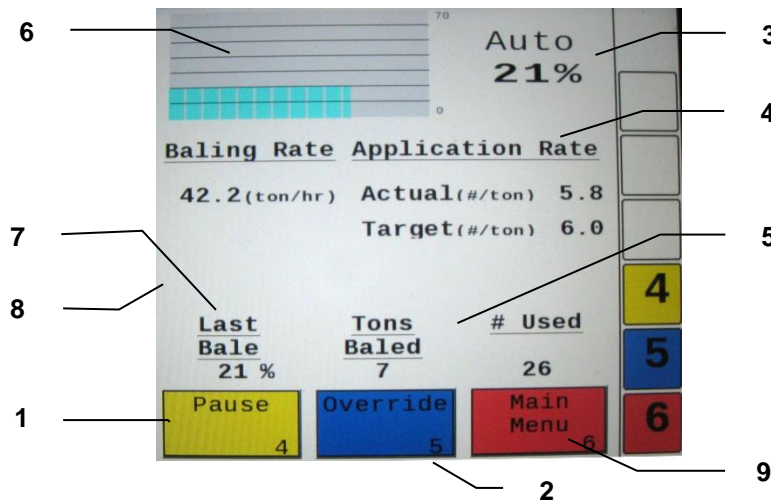 6
70
0
Auto
21%
3
4
Baling Rate Application Rate
42.2(ton/hr) Actual(#/ton) 5.8
Target(#/ton) 6.0
7
8
5
Last
Bale
21 %
Tons
Baled
7
# Used
26
4
5
6
1
Pause
4
Override
5
Main
Menu
6
2
9